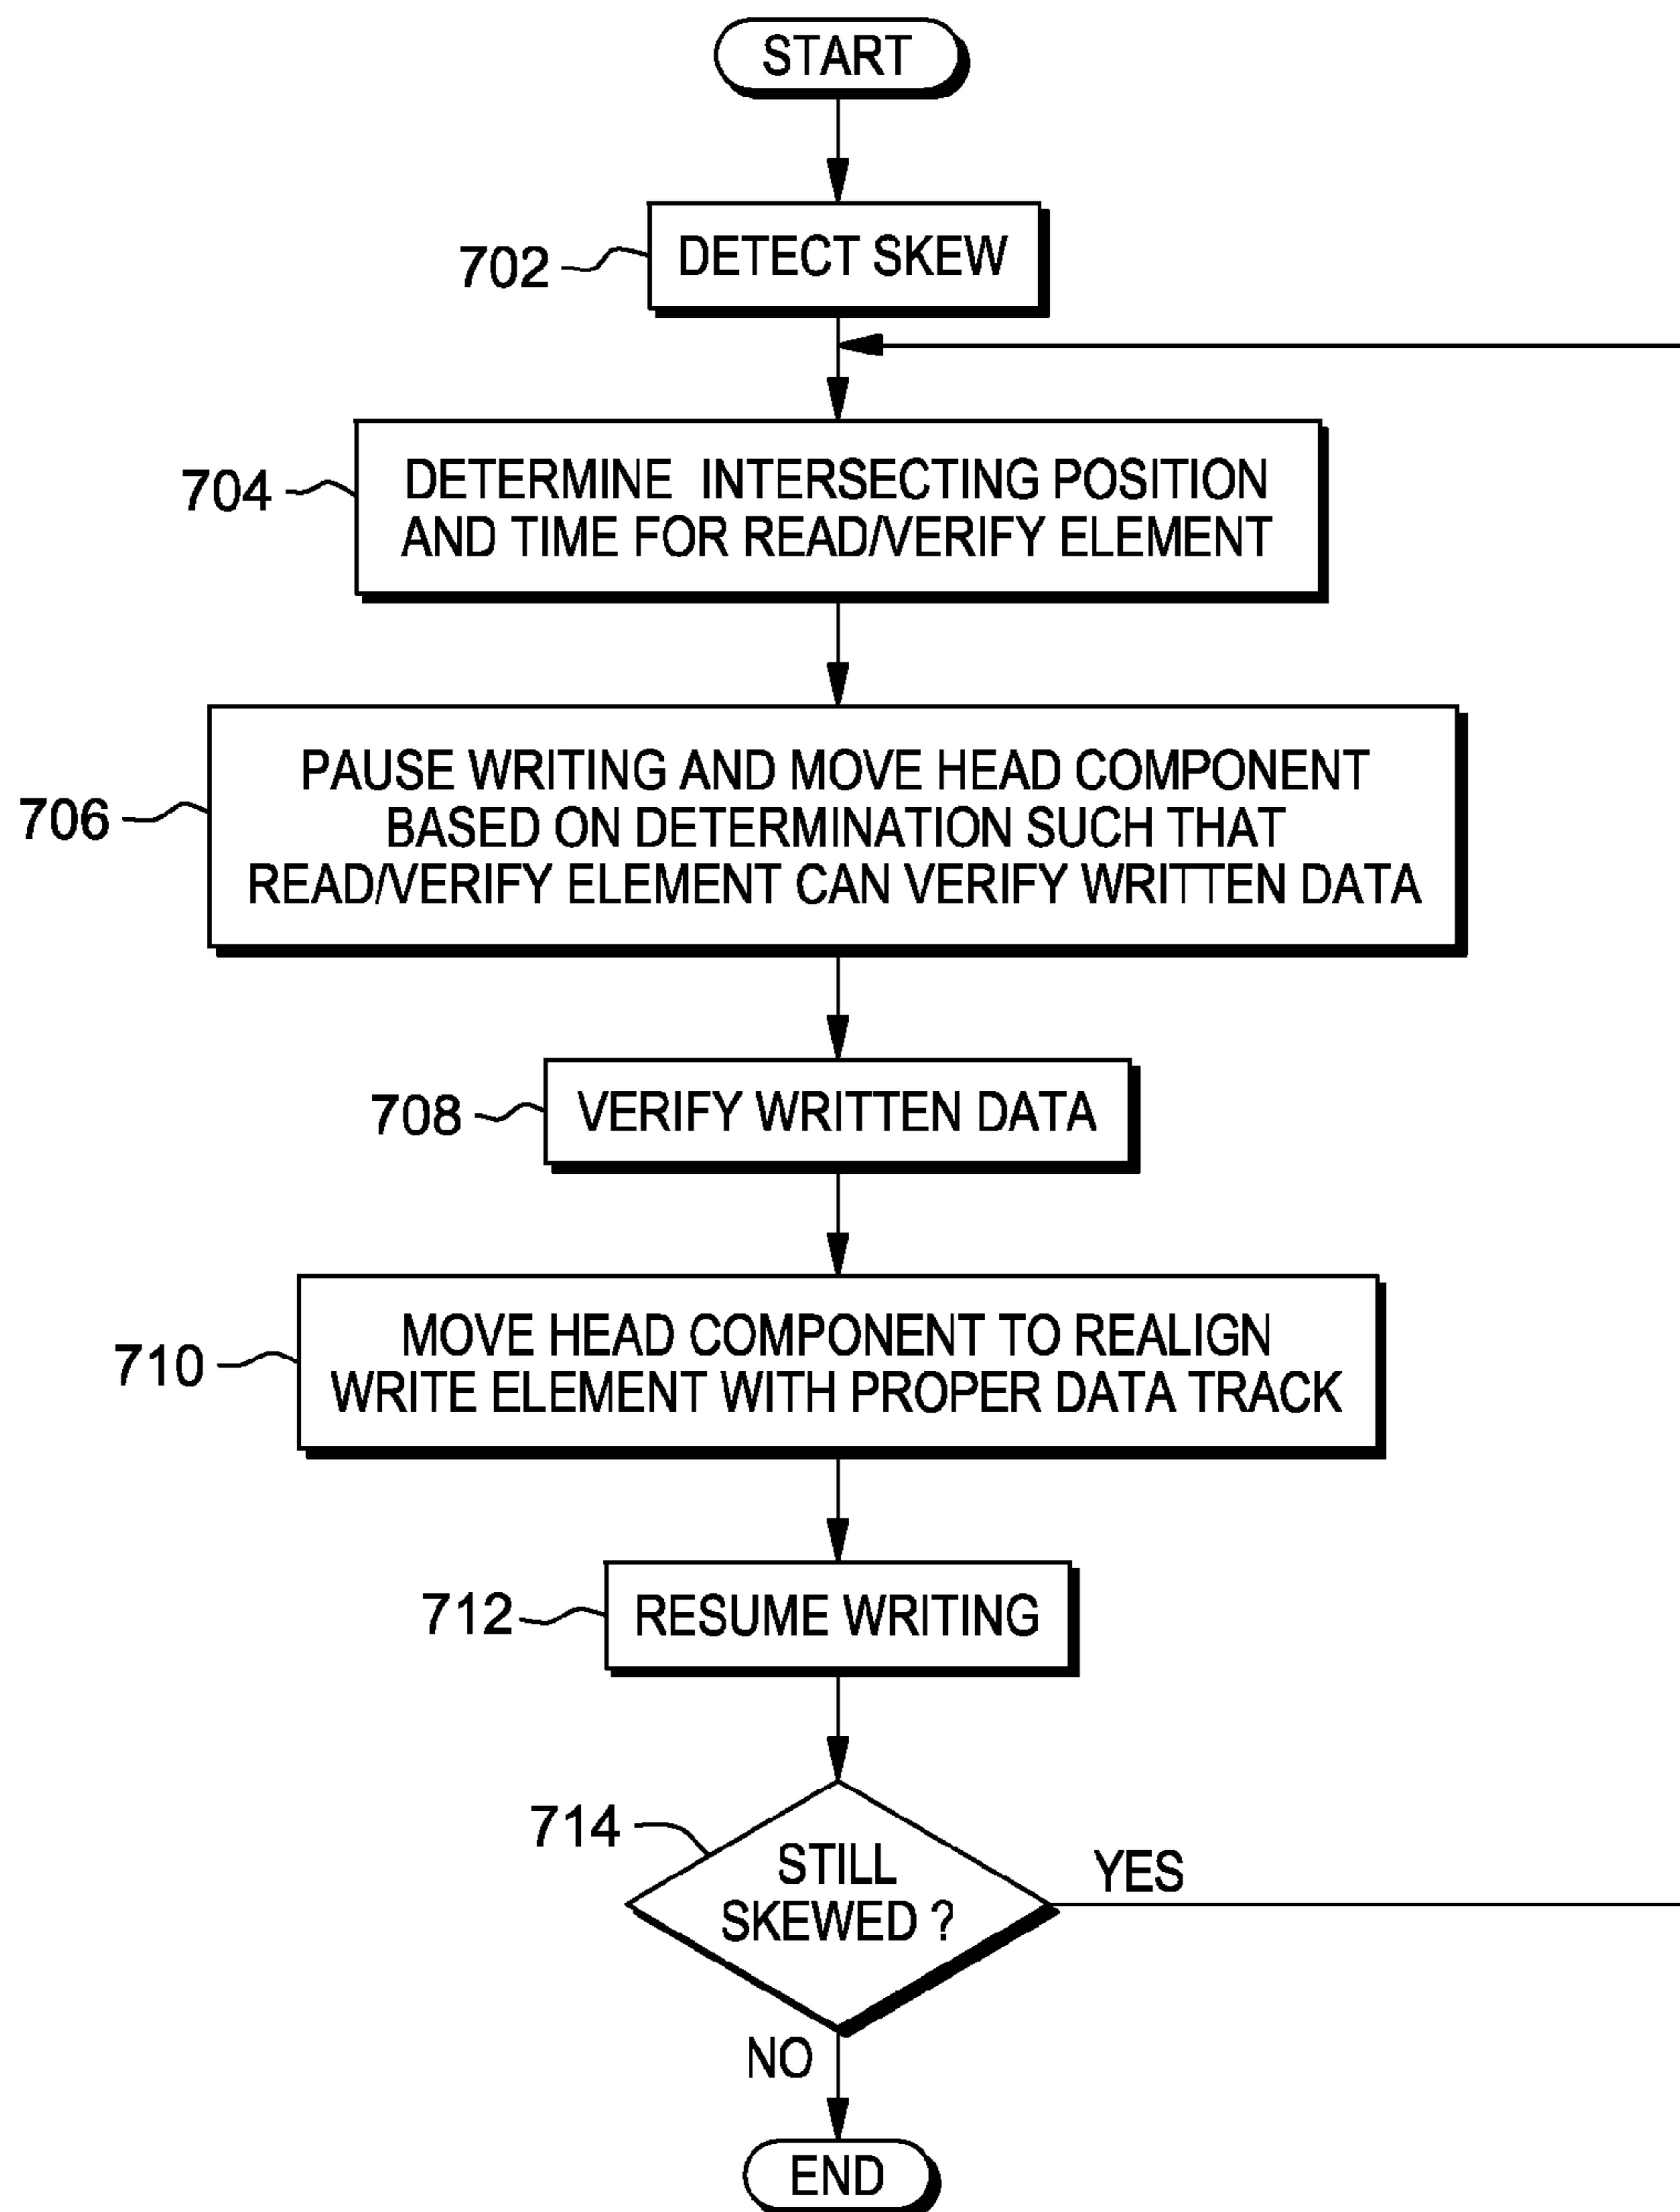 START
702
DETECT SKEW
704
DETERMINE INTERSECTING POSITION
AND TIME FOR READ/VERIFY ELEMENT
706
PAUSE WRITING AND MOVE HEAD COMPONENT
BASED ON DETERMINATION SUCH THAT
READ/VERIFY ELEMENT CAN VERIFY WRITTEN DATA
708
VERIFY WRITTEN DATA
710
MOVE HEAD COMPONENT TO REALIGN
WRITE ELEMENT WITH PROPER DATA TRACK
712
RESUME WRITING
714
STILL
SKEWED ?
YES
NO
END